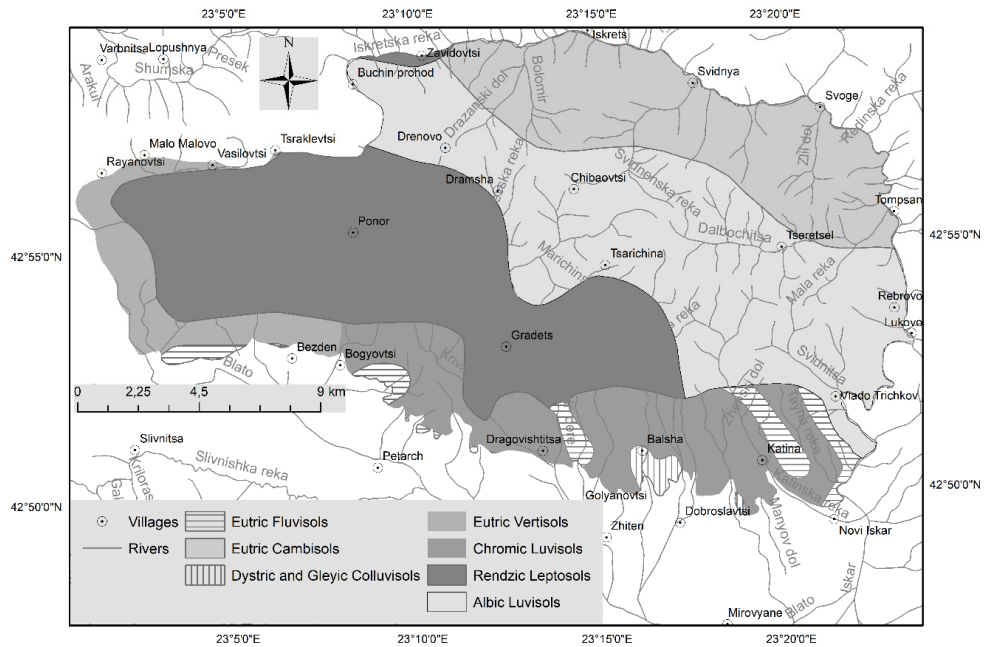 23°5'0"E 23°10'0"E 23°15'0"E 23°20'0"E
Iskrets
Iskretska reka
Varbnitsa Lopushnya
Zavidovtsi
Presek
N
Shumska
Arakul
Buchin prohod
Svidnya
Bolomir
Svoge
Drazanski dol
Redinska reka
Malo Malovo
Tsraklevtsi
Drenovo
Zli dol
Rayanovtsi
Vasilovtsi
Svidnenska reka
Dramsha
Chibaovtsi
Tompsan
Ponor
Dalbochitsa
Tseretsel
42°55'0"N
42°55'0"N
Marichina
Tsarichina
Mala reka
Rebrovo
Lukovo
Gradets
Bezden
Bogyovtsi
Blato
Svidnitsa
0 2,25 4,5 9 km
Vlado Trichkov
Tayna reka
Slivnitsa
Dragovishtitsa
Balsha
Katina
Slivnishka reka
Petarch
Katinska reka
42°50'0"N
42°50'0"N
Golyanovtsi
Dobroslavtsi
Zhiten
Novi Iskar
Manyov dol
Villages
Rivers
Eutric Fluvisols
Eutric Cambisols
Dystric and Gleyic Colluvisols
Eutric Vertisols
Chromic Luvisols
Rendzic Leptosols
Albic Luvisols
Iskar
Blato
Mirovyane
23°5'0"E 23°10'0"E 23°15'0"E 23°20'0"E